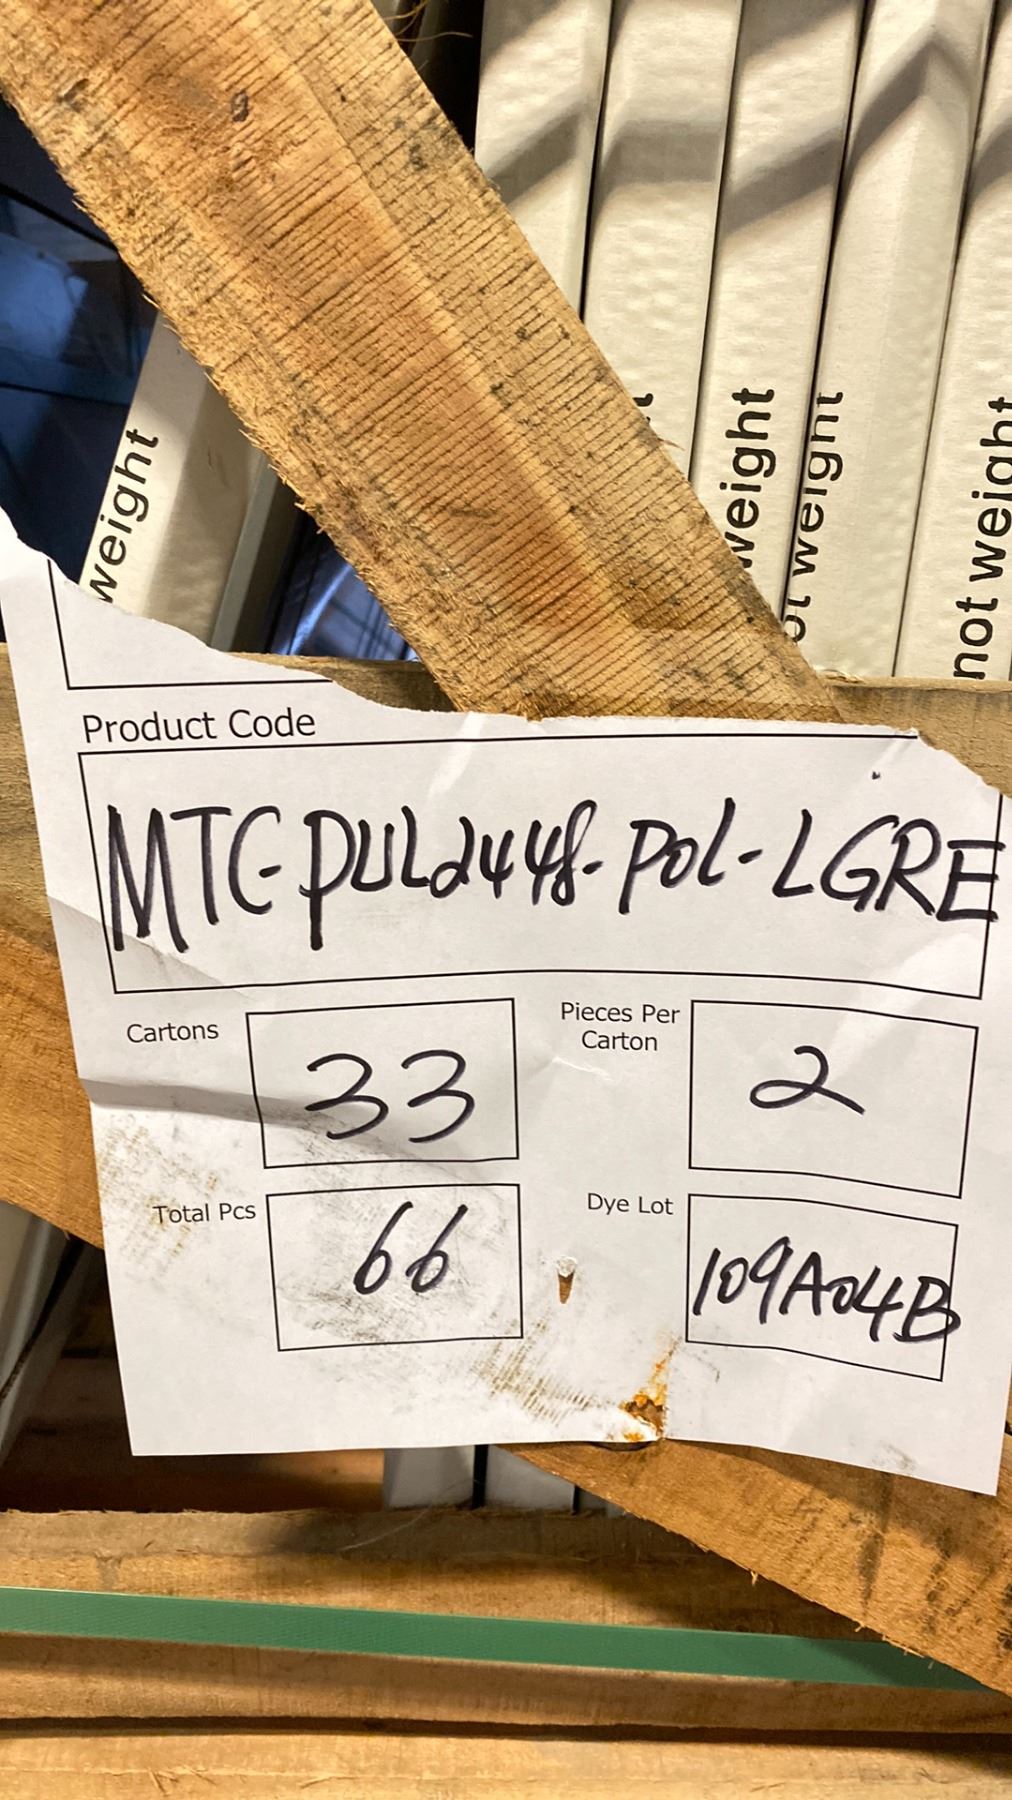 weight
weight
ot weight
not weight
Product Code
MTC-PUL2448-POL-LGRE
Cartons
33
Pieces Per
Carton
2
Total Pcs
66
Dye Lot
109A04B